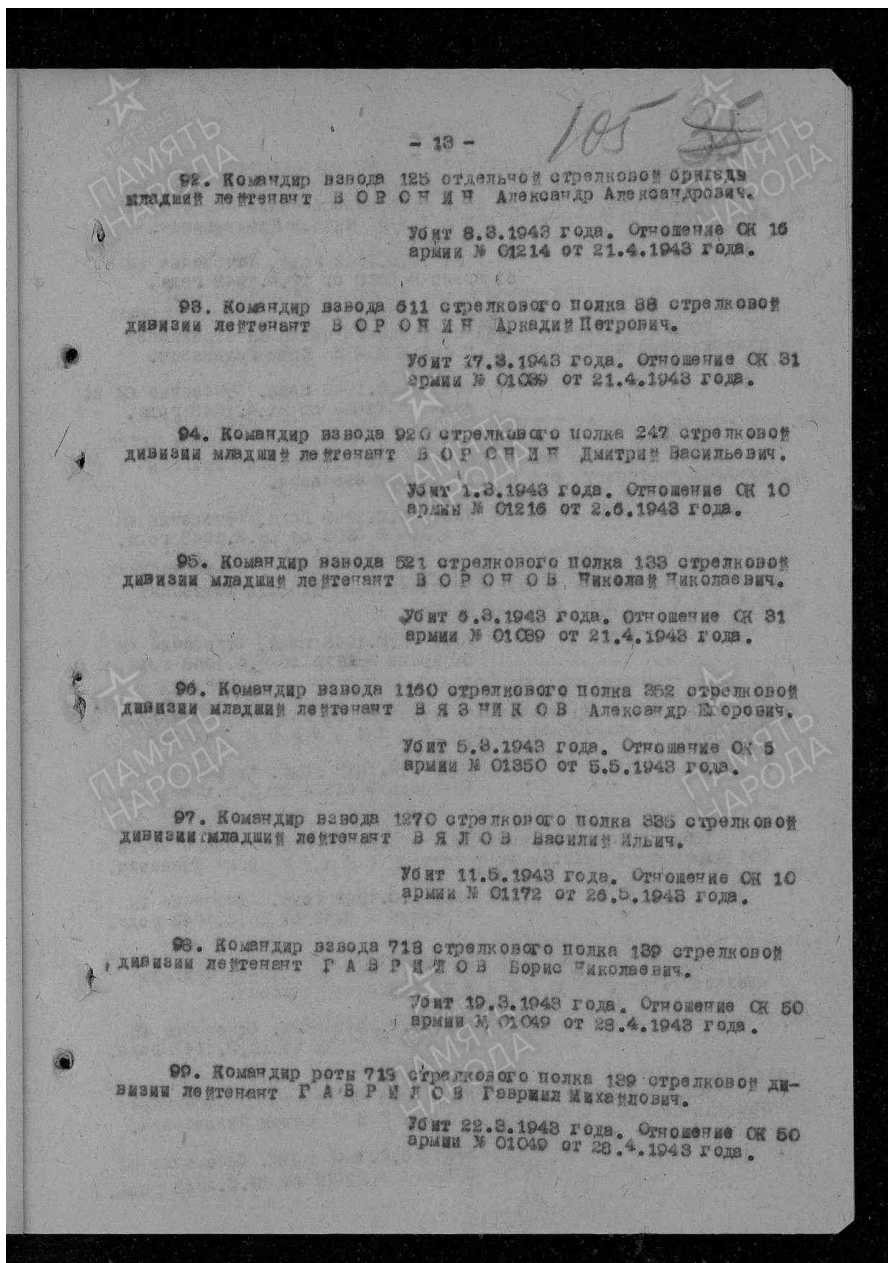 105 35
- 13 -
92. Командир взвода 125 отдельной стрелковой бригады
младший лейтенант В О Р О Н И Н Александр Александрович.
Убит 8.3.1943 года. Отношение ОК 16
армии № 01214 от 21.4.1943 года.
93. Командир взвода 611 стрелкового полка 88 стрелковой
дивизии лейтенант В О Р О Н И Н Аркадий Петрович.
Убит 17.3.1943 года. Отношение ОК 31
армии № 01089 от 21.4.1943 года.
94. Командир взвода 920 стрелкового полка 247 стрелковой
дивизии младший лейтенант В О Р О Н И Н Дмитрий Васильевич.
Убит 1.3.1943 года. Отношение ОК 10
армии № 01216 от 2.6.1943 года.
95. Командир взвода 521 стрелкового полка 133 стрелковой
дивизии младший лейтенант В О Р О Н О В Николай Николаевич.
Убит 6.3.1943 года. Отношение ОК 31
армии № 01089 от 21.4.1943 года.
96. Командир взвода 1160 стрелкового полка 352 стрелковой
дивизии младший лейтенант В Я З Н И К О В Александр Егорович.
Убит 5.3.1943 года. Отношение ОК 5
армии № 01350 от 5.5.1943 года.
97. Командир взвода 1270 стрелкового полка 385 стрелковой
дивизии младший лейтенант В Я Л О В Василий Ильич.
Убит 11.5.1943 года. Отношение ОК 10
армии № 01172 от 26.5.1943 года.
98. Командир взвода 718 стрелкового полка 139 стрелковой
дивизии лейтенант Г А В Р И Л О В Борис Николаевич.
Убит 19.3.1943 года. Отношение ОК 50
армии № 01049 от 28.4.1943 года.
99. Командир роты 718 стрелкового полка 139 стрелковой ди-
визии лейтенант Г А В Р И Л О В Гавриил Михайлович.
Убит 22.3.1943 года. Отношение ОК 50
армии № 01049 от 28.4.1943 года.
ПАМЯТЬ
НАРОДА